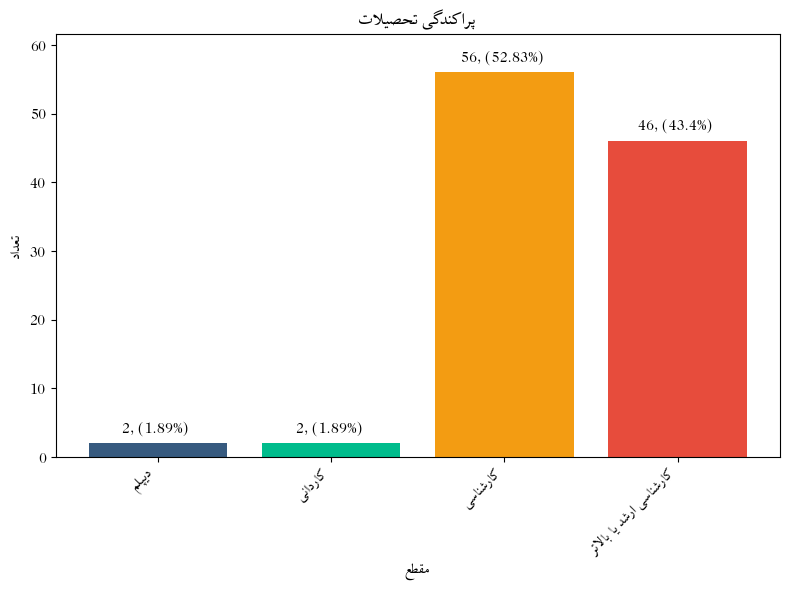 پراکندگی تحصیلات
60
50
40
30
20
10
0
تعداد
2, (1.89%)
2, (1.89%)
56, (52.83%)
46, (43.4%)
دیپلم
کاردانی
کارشناسی
کارشناسی ارشد یا بالاتر
مقطع